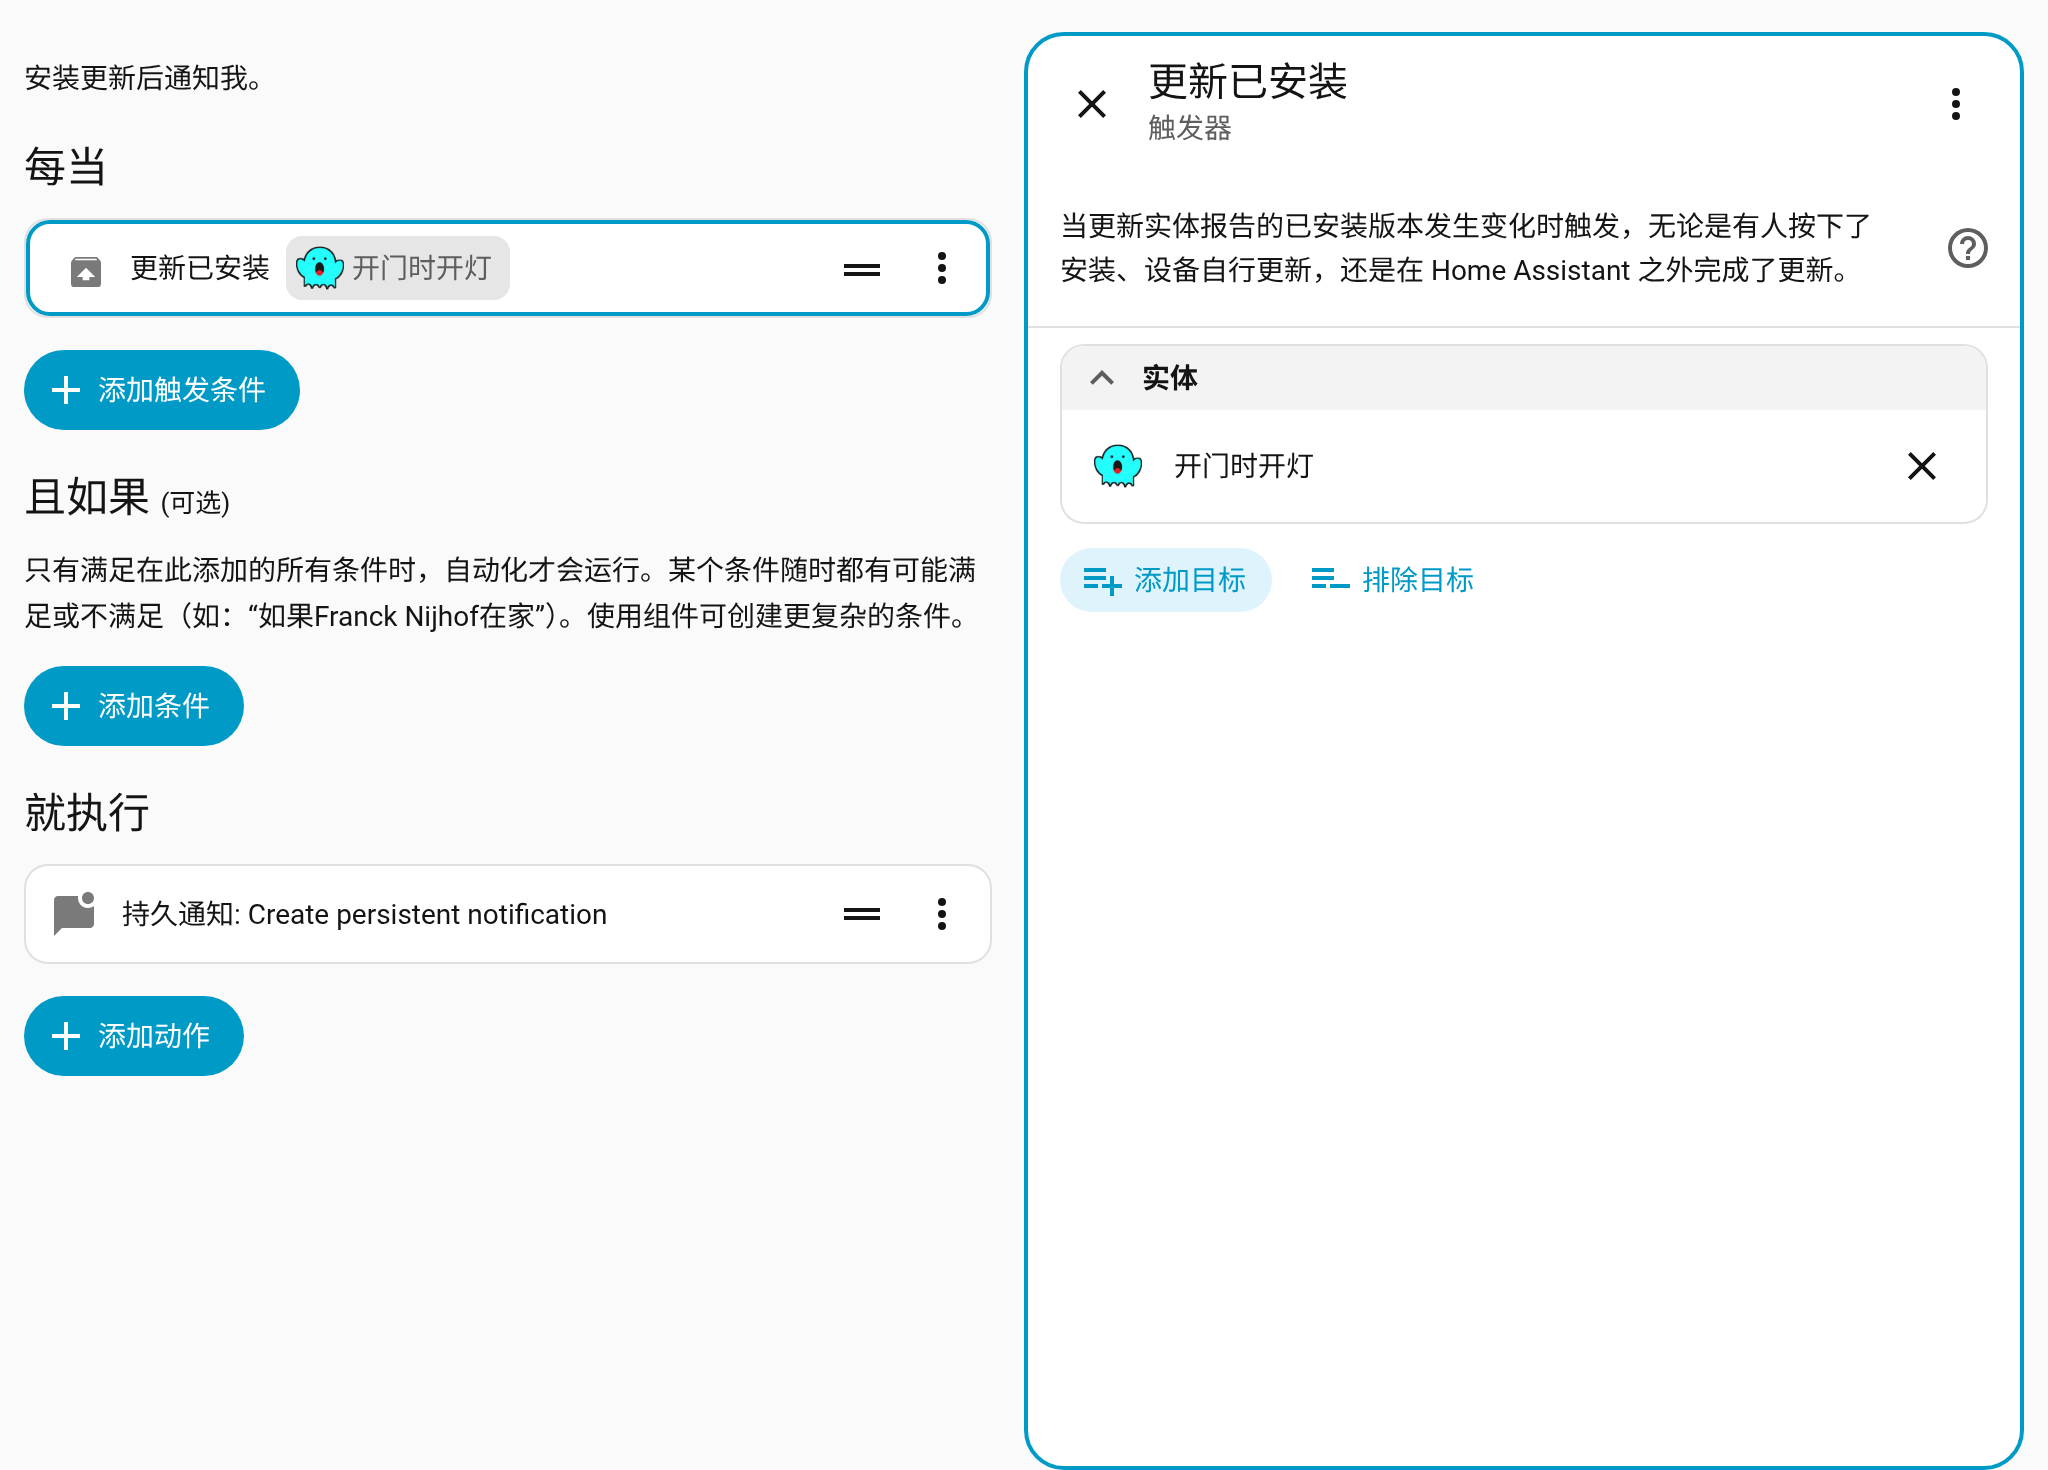 安装更新后通知我。
每当
更新已安装 开门时开灯
添加触发条件
且如果 (可选)
只有满足在此添加的所有条件时，自动化才会运行。某个条件随时都有可能满
足或不满足（如：“如果Franck Nijhof在家”）。使用组件可创建更复杂的条件。
添加条件
就执行
持久通知: Create persistent notification
添加动作
更新已安装
触发器
当更新实体报告的已安装版本发生变化时触发，无论是有人按下了
安装、设备自行更新，还是在 Home Assistant 之外完成了更新。
实体
开门时开灯
添加目标 排除目标